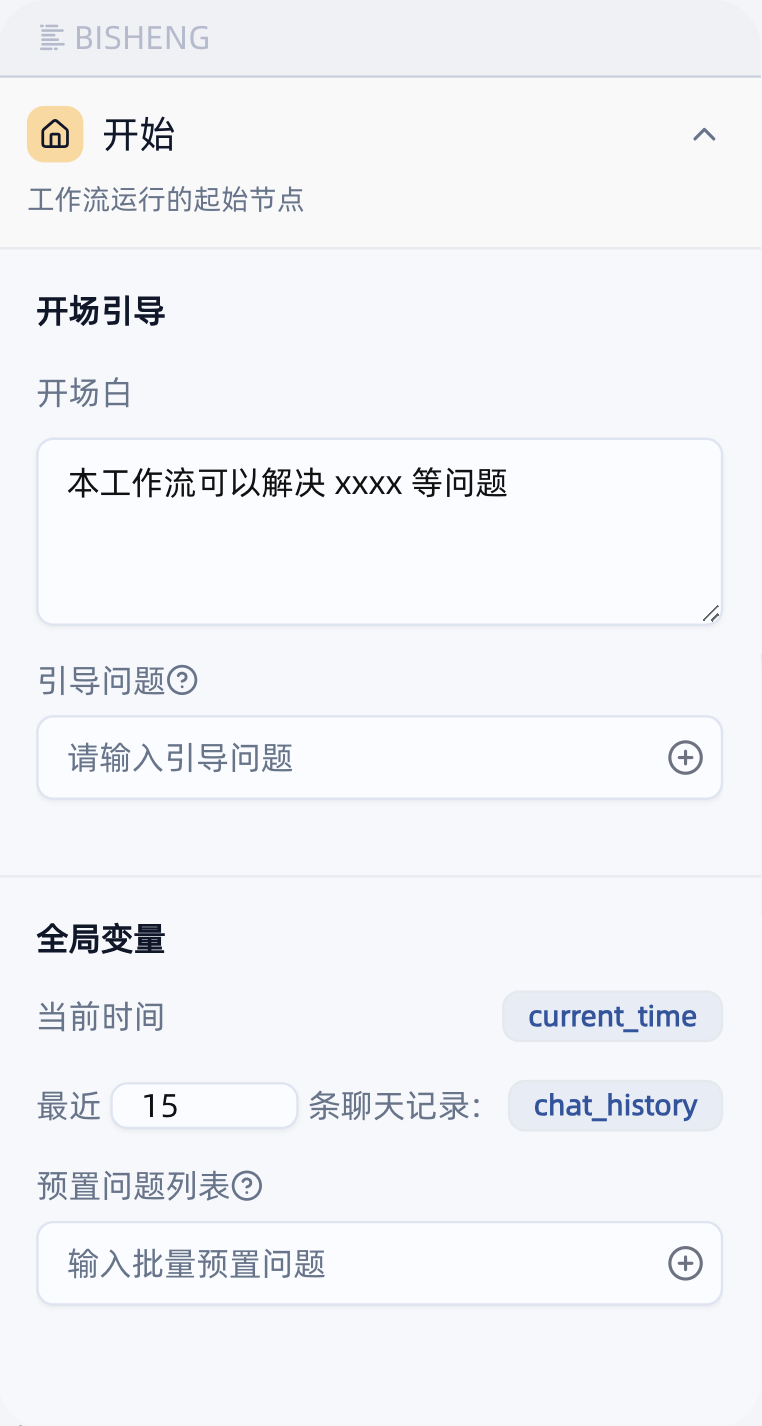 BISHENG
开始
工作流运行的起始节点
开场引导
开场白
本工作流可以解决 xxxx 等问题
引导问题
请输入引导问题
全局变量
当前时间 current_time
最近 15 条聊天记录： chat_history
预置问题列表
输入批量预置问题